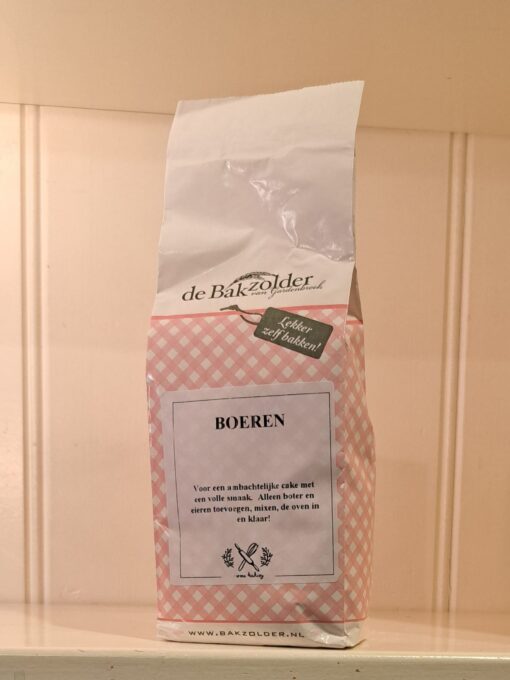 de Bakzolder
van Gardenbroek
Lekker
zelf bakken!
BOEREN
Voor een ambachtelijke cake met
een volle smaak. Alleen boter en
eieren toevoegen, mixen, de oven in
en klaar!
WWW.BAKZOLDER.NL